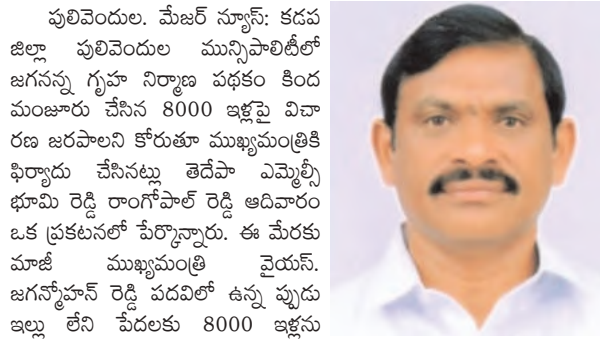 పులివెందుల. మేజర్ న్యూస్: కడప
జిల్లా పులివెందుల మున్సిపాలిటీలో
జగనన్న గృహ నిర్మాణ పథకం కింద
మంజూరు చేసిన 8000 ఇళ్లపై విచా
రణ జరపాలని కోరుతూ ముఖ్యమంత్రికి
ఫిర్యాదు చేసినట్లు తెదేపా ఎమ్మెల్సీ
భూమి రెడ్డి రాంగోపాల్ రెడ్డి ఆదివారం
ఒక ప్రకటనలో పేర్కొన్నారు. ఈ మేరకు
మాజీ ముఖ్యమంత్రి వైయస్.
జగన్మోహన్ రెడ్డి పదవిలో ఉన్న ప్పుడు
ఇల్లు లేని పేదలకు 8000 ఇళ్లను